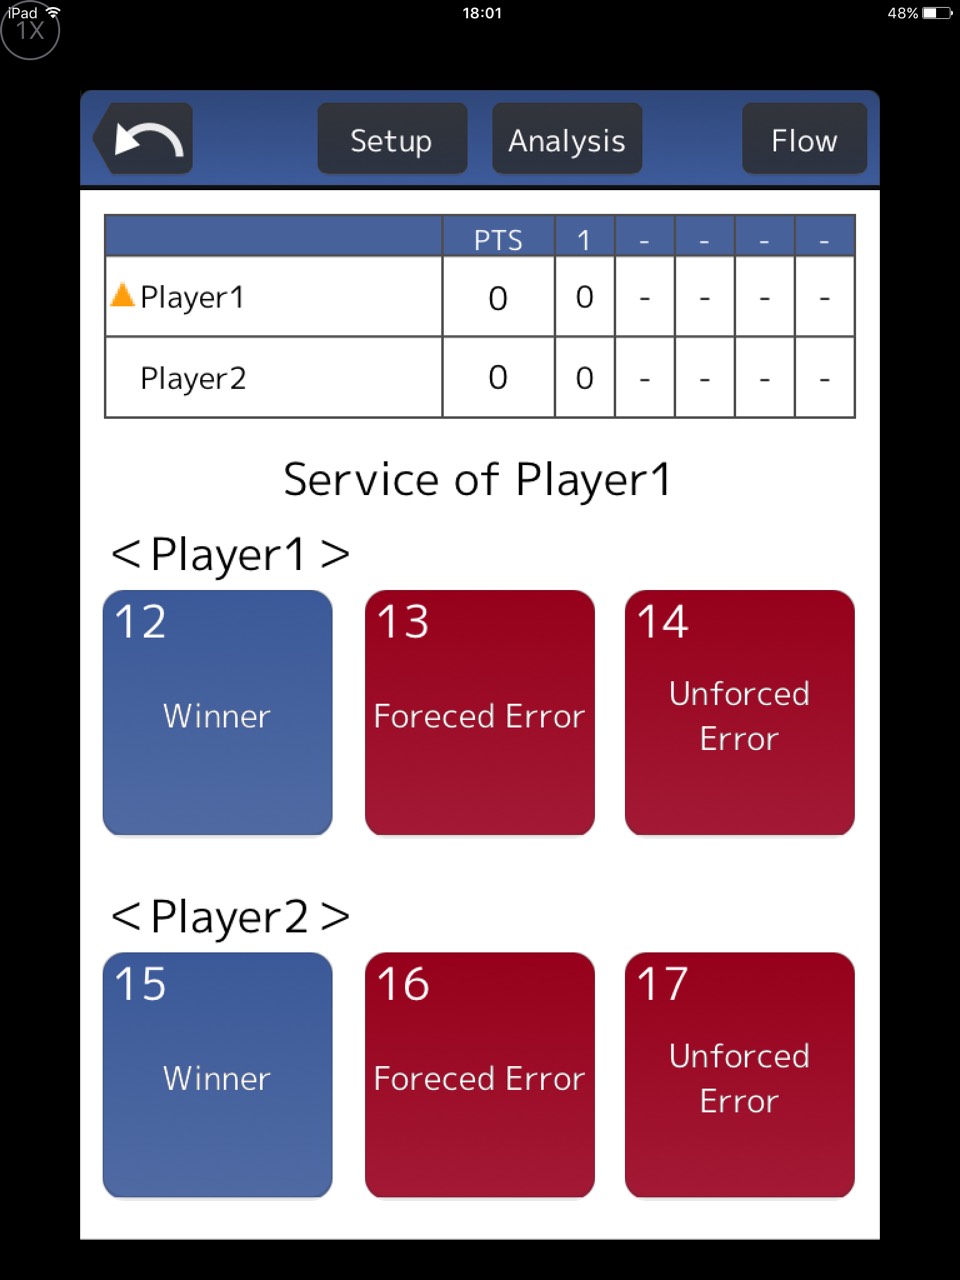 iPad 18:01 48%
1X
Setup Analysis Flow
PTS 1 - - - -
Player1 0 0 - - - -
Player2 0 0 - - - -
Service of Player1
<Player1>
12 13 14
Winner Foreced Error Unforced
Error
<Player2>
15 16 17
Winner Foreced Error Unforced
Error